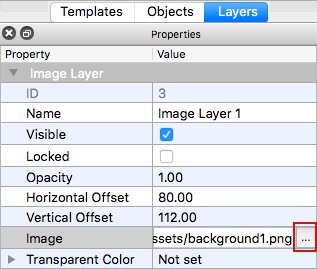 Templates Objects Layers
Properties
Property Value
Image Layer
ID 3
Name Image Layer 1
Visible
Locked
Opacity 1.00
Horizontal Offset 80.00
Vertical Offset 112.00
Image ssets/background1.png ...
Transparent Color Not set